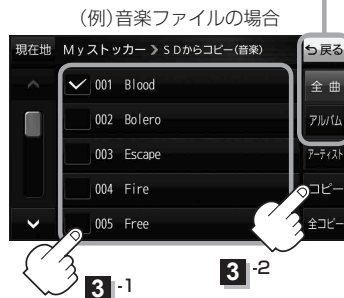 (例)音楽ファイルの場合
現在地 Myストッカー SDからコピー(音楽) 戻る
001 Blood
全曲
002 Bolero
アルバム
003 Escape
アーティスト
004 Fire
コピー
005 Free
全コピー
3 -1
3 -2